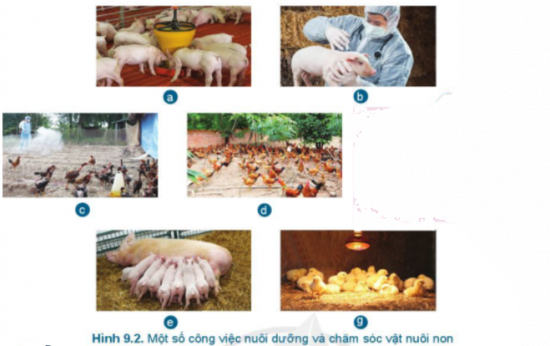 a
b
c
d
e
g
Hình 9.2. Một số công việc nuôi dưỡng và chăm sóc vật nuôi non